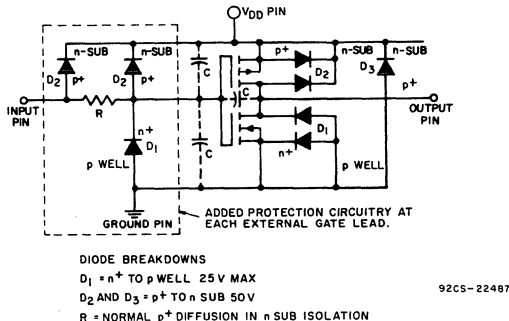 VDD PIN
n-SUB n-SUB p+ n-SUB n-SUB
D2 p+ D2 p+ C D2 D3
p+
INPUT PIN
R
C
OUTPUT PIN
n+
D1
C
D1
p WELL
n+
p WELL
GROUND PIN
ADDED PROTECTION CIRCUITRY AT
EACH EXTERNAL GATE LEAD.
DIODE BREAKDOWNS
D1 = n+ TO p WELL 25 V MAX
D2 AND D3 = p+ TO n SUB 50 V
R = NORMAL p+ DIFFUSION IN n SUB ISOLATION
92CS-22487